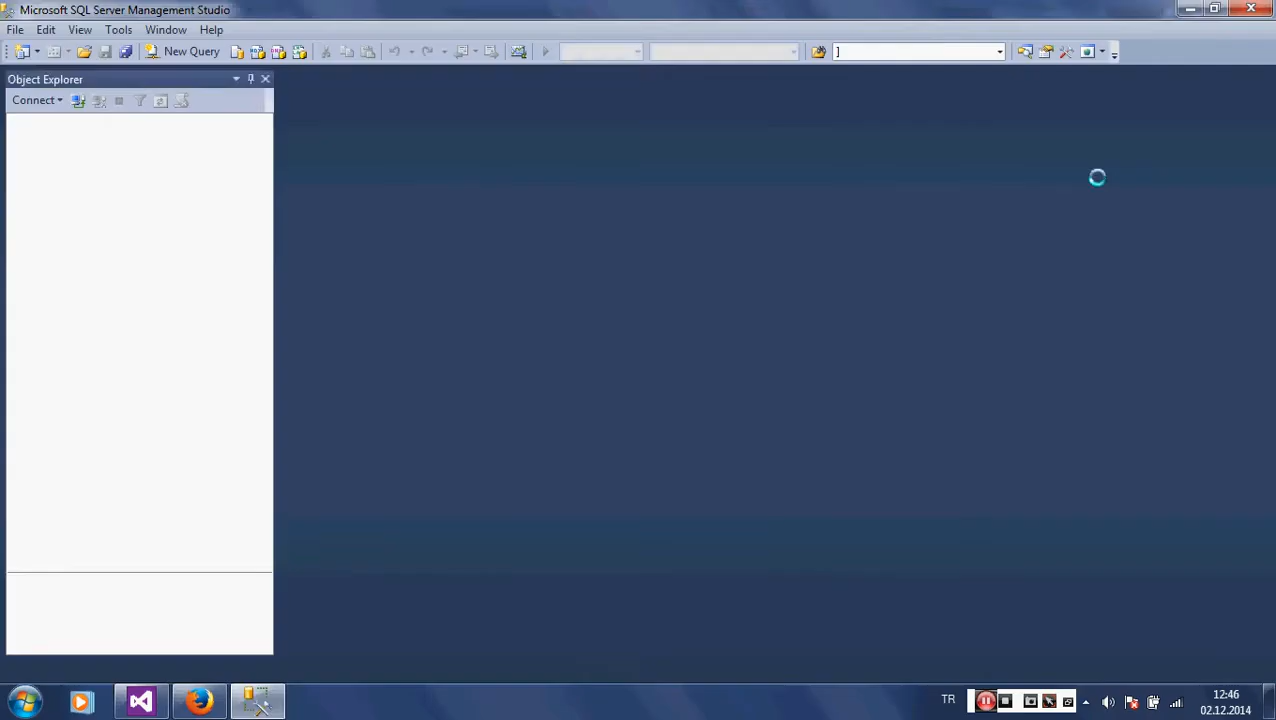 Microsoft SQL Server Management Studio
File Edit View Tools Window Help
New Query
]
Object Explorer
Connect
TR
12:46
02.12.2014